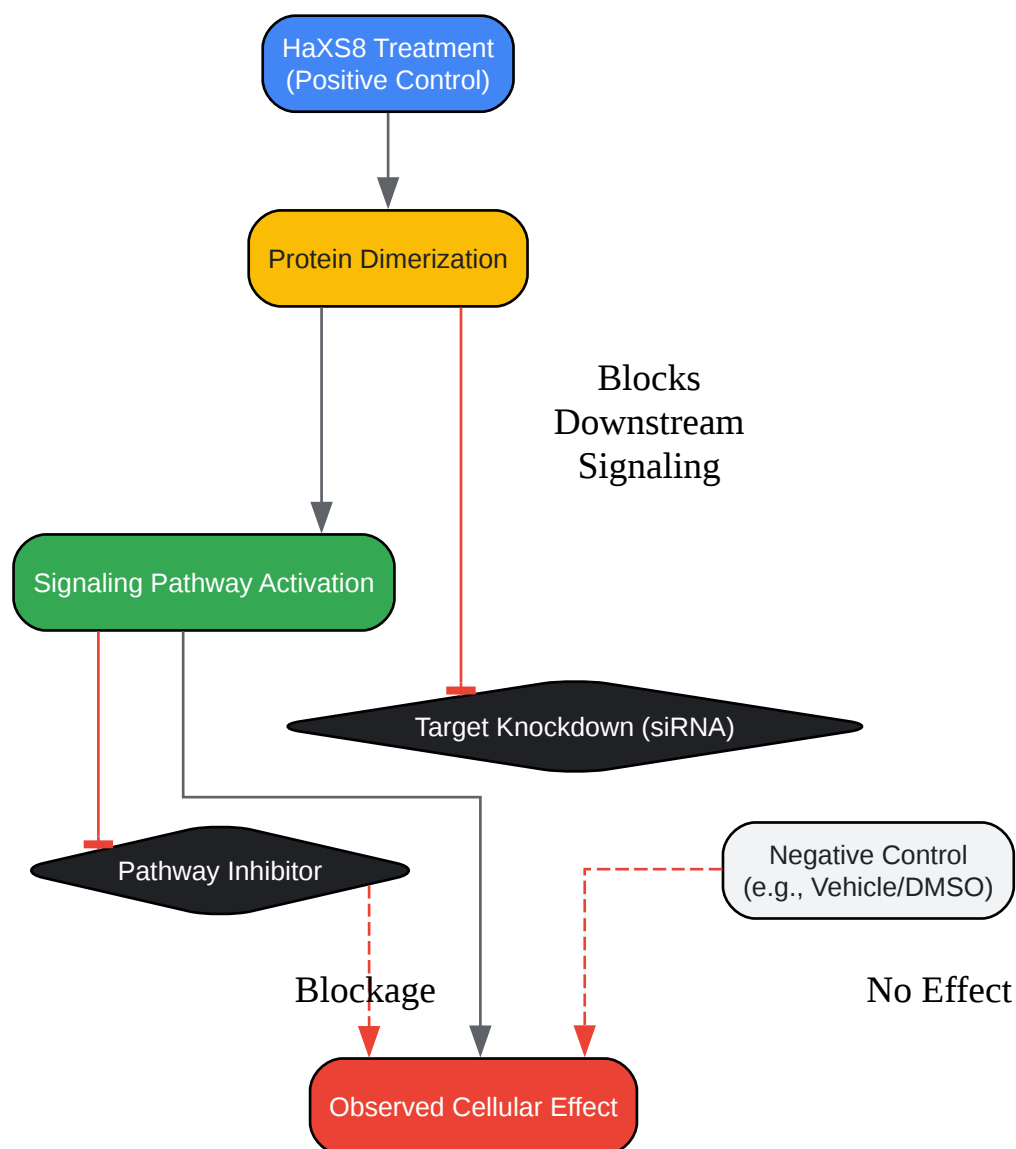 HaXS8 Treatment
(Positive Control)
Protein Dimerization
Blocks
Downstream
Signaling
Signaling Pathway Activation
Target Knockdown (siRNA)
Pathway Inhibitor
Negative Control
(e.g., Vehicle/DMSO)
Blockage
No Effect
Observed Cellular Effect